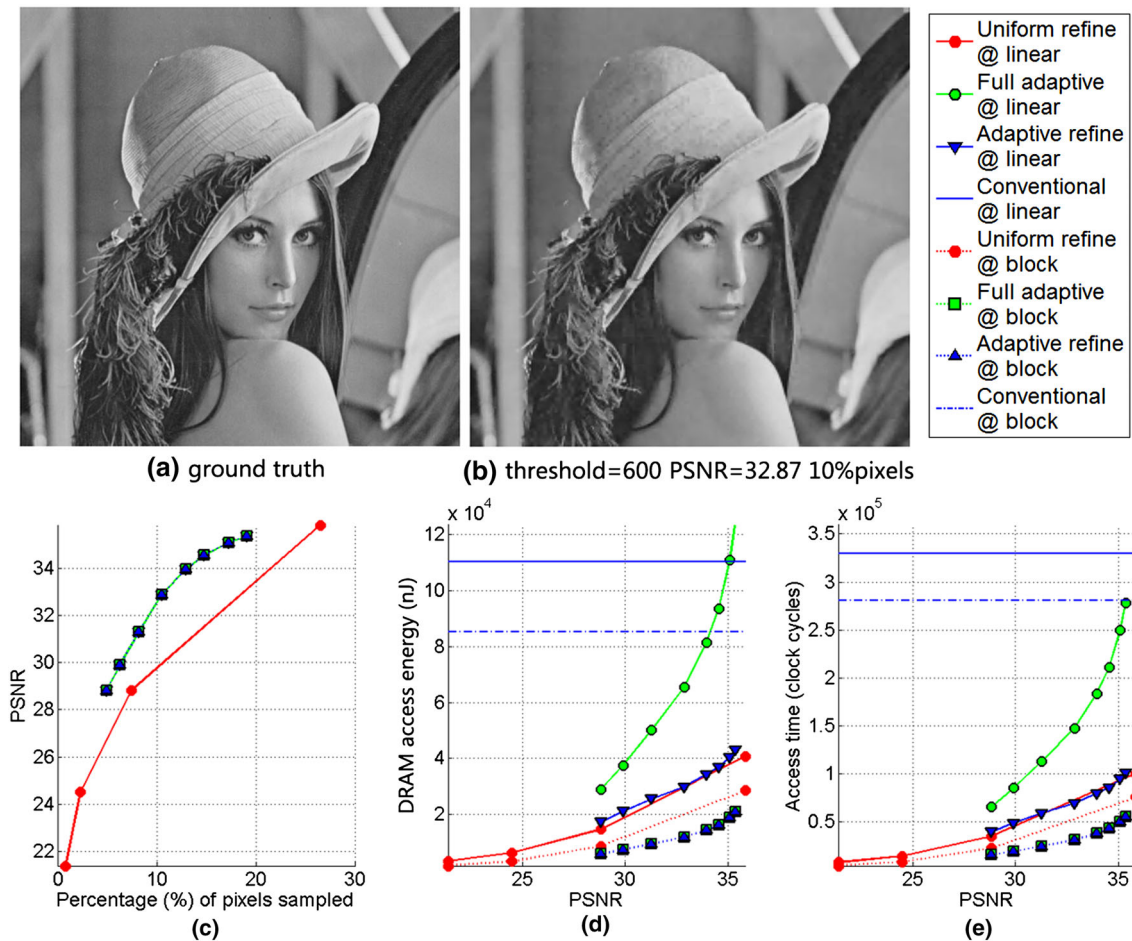 Uniform refine
@ linear
Full adaptive
@ linear
Adaptive refine
@ linear
Conventional
@ linear
Uniform refine
@ block
Full adaptive
@ block
Adaptive refine
@ block
Conventional
@ block
(a) ground truth
(b) threshold=600 PSNR=32.87 10%pixels
PSNR
34
32
30
28
26
24
22
0 10 20 30
Percentage (%) of pixels sampled
(c)
x 10^4
DRAM access energy (nJ)
12
10
8
6
4
2
25 30 35
PSNR
(d)
x 10^5
Access time (clock cycles)
3.5
3
2.5
2
1.5
1
0.5
25 30 35
PSNR
(e)